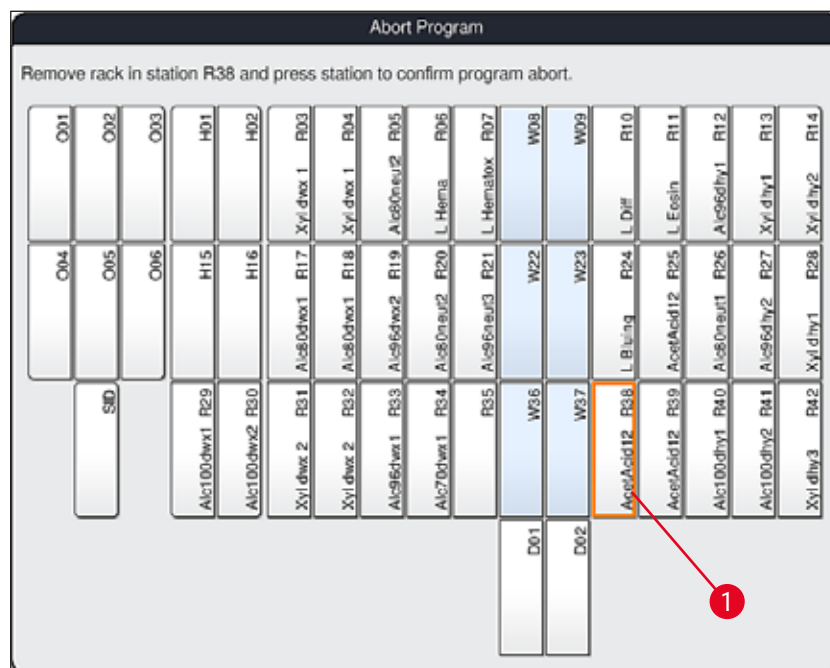 Abort Program
Remove rack in station R38 and press station to confirm program abort.
O01
O02
O03
H01
H02
Xyl dwx 1 R03
Xyl dwx 1 R04
Alc80neut2 R05
L Hema R06
L Hematox R07
W08
W09
L Diff R10
L Eosin R11
Alc96dhy1 R12
Xyl dhy1 R13
Xyl dhy2 R14
O04
O05
O06
H15
H16
Alc80dwx1 R17
Alc80dwx1 R18
Alc96dwx2 R19
Alc80neut2 R20
Alc96neut3 R21
W22
W23
L Bluing R24
AcetAcid12 R25
Alc80neut1 R26
Alc96dhy2 R27
Xyl dhy1 R28
SID
Alc100dwx1 R29
Alc100dwx2 R30
Xyl dwx 2 R31
Xyl dwx 2 R32
Alc96dwx1 R33
Alc70dwx1 R34
R35
W36
W37
AcetAcid12 R38
AcetAcid12 R39
Alc100dhy1 R40
Alc100dhy2 R41
Xyl dhy3 R42
D01
D02
1